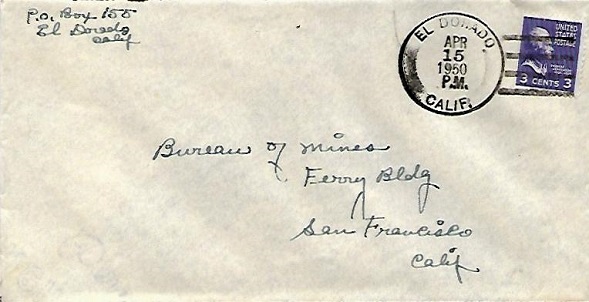 P.O. Box 155
El Dorado
Calif
EL DORADO,
APR
15
1950
P.M.
CALIF.
UNITED
STATES
POSTAGE
3 CENTS 3
Bureau of Mines
Ferry Bldg
San Francisco
Calif